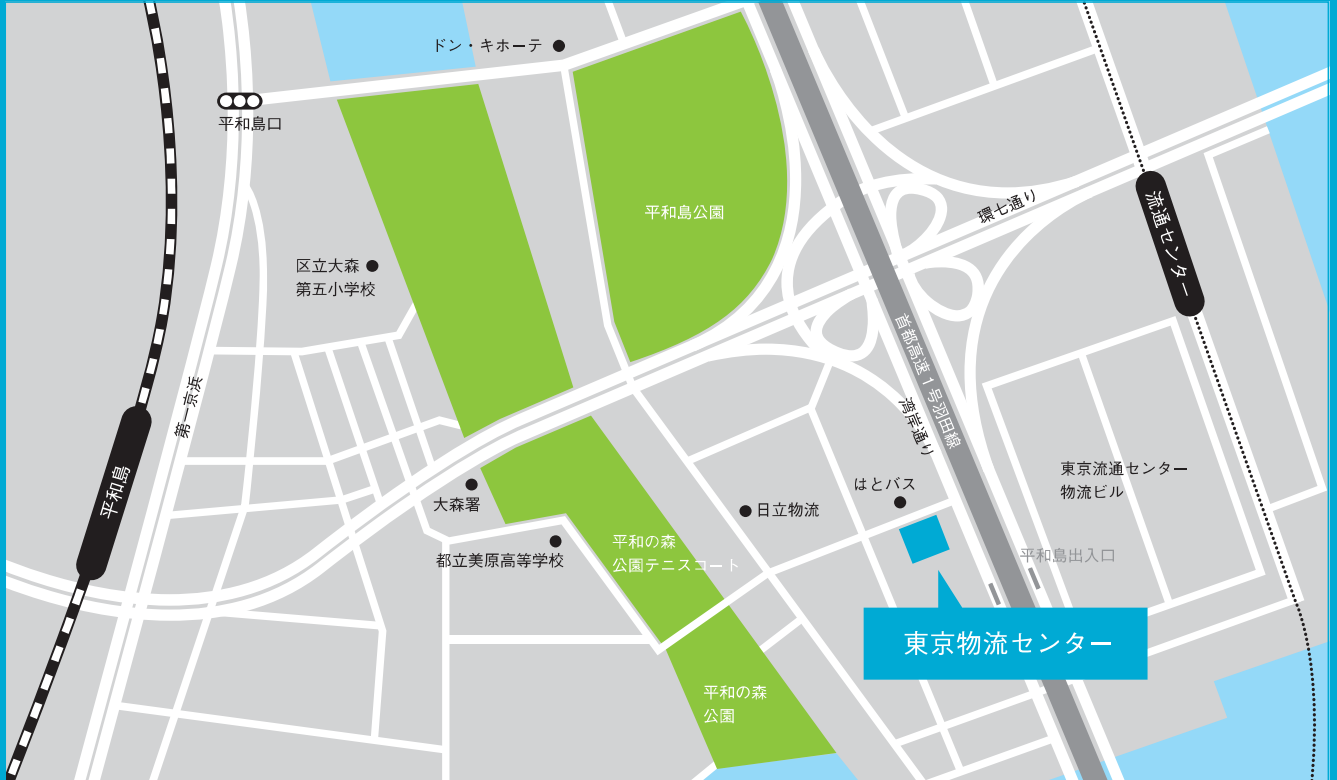 ドン・キホーテ
平和島口
平和島公園
環七通り
流通センター
区立大森
第五小学校
首都高速1号羽田線
第一京浜
湾岸通り
平和島
東京流通センター
物流ビル
はとバス
大森署
日立物流
平和の森
公園テニスコート
都立美原高等学校
平和島出入口
東京物流センター
平和の森
公園